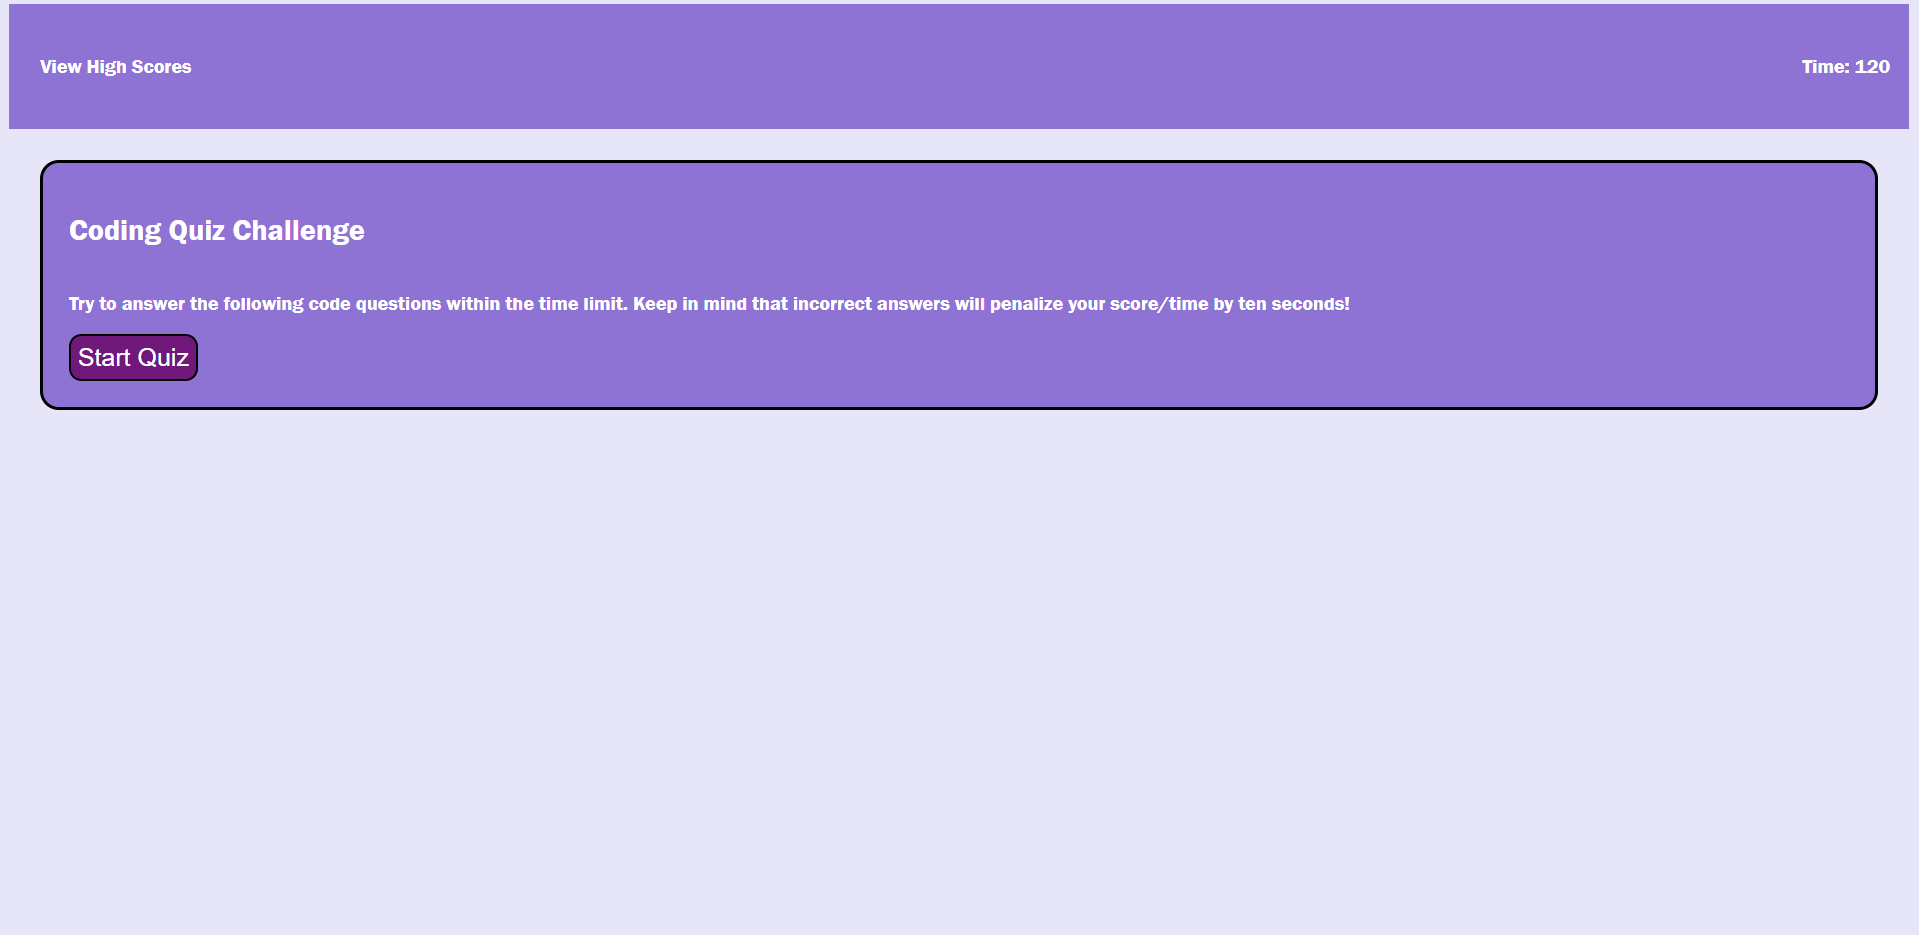 View High Scores
Time: 120
Coding Quiz Challenge
Try to answer the following code questions within the time limit. Keep in mind that incorrect answers will penalize your score/time by ten seconds!
Start Quiz